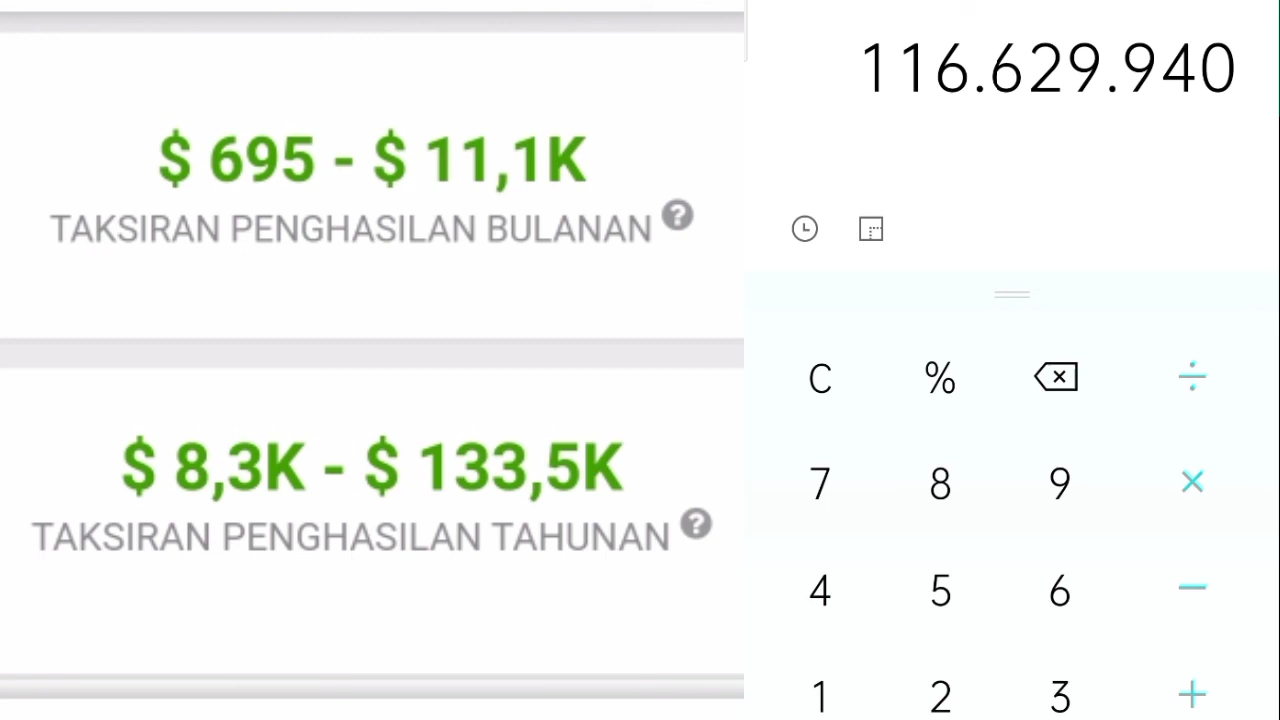 $ 695 - $ 11,1K
TAKSIRAN PENGHASILAN BULANAN ?
$ 8,3K - $ 133,5K
TAKSIRAN PENGHASILAN TAHUNAN ?
116.629.940
C % ÷
7 8 9 ×
4 5 6 −
1 2 3 +